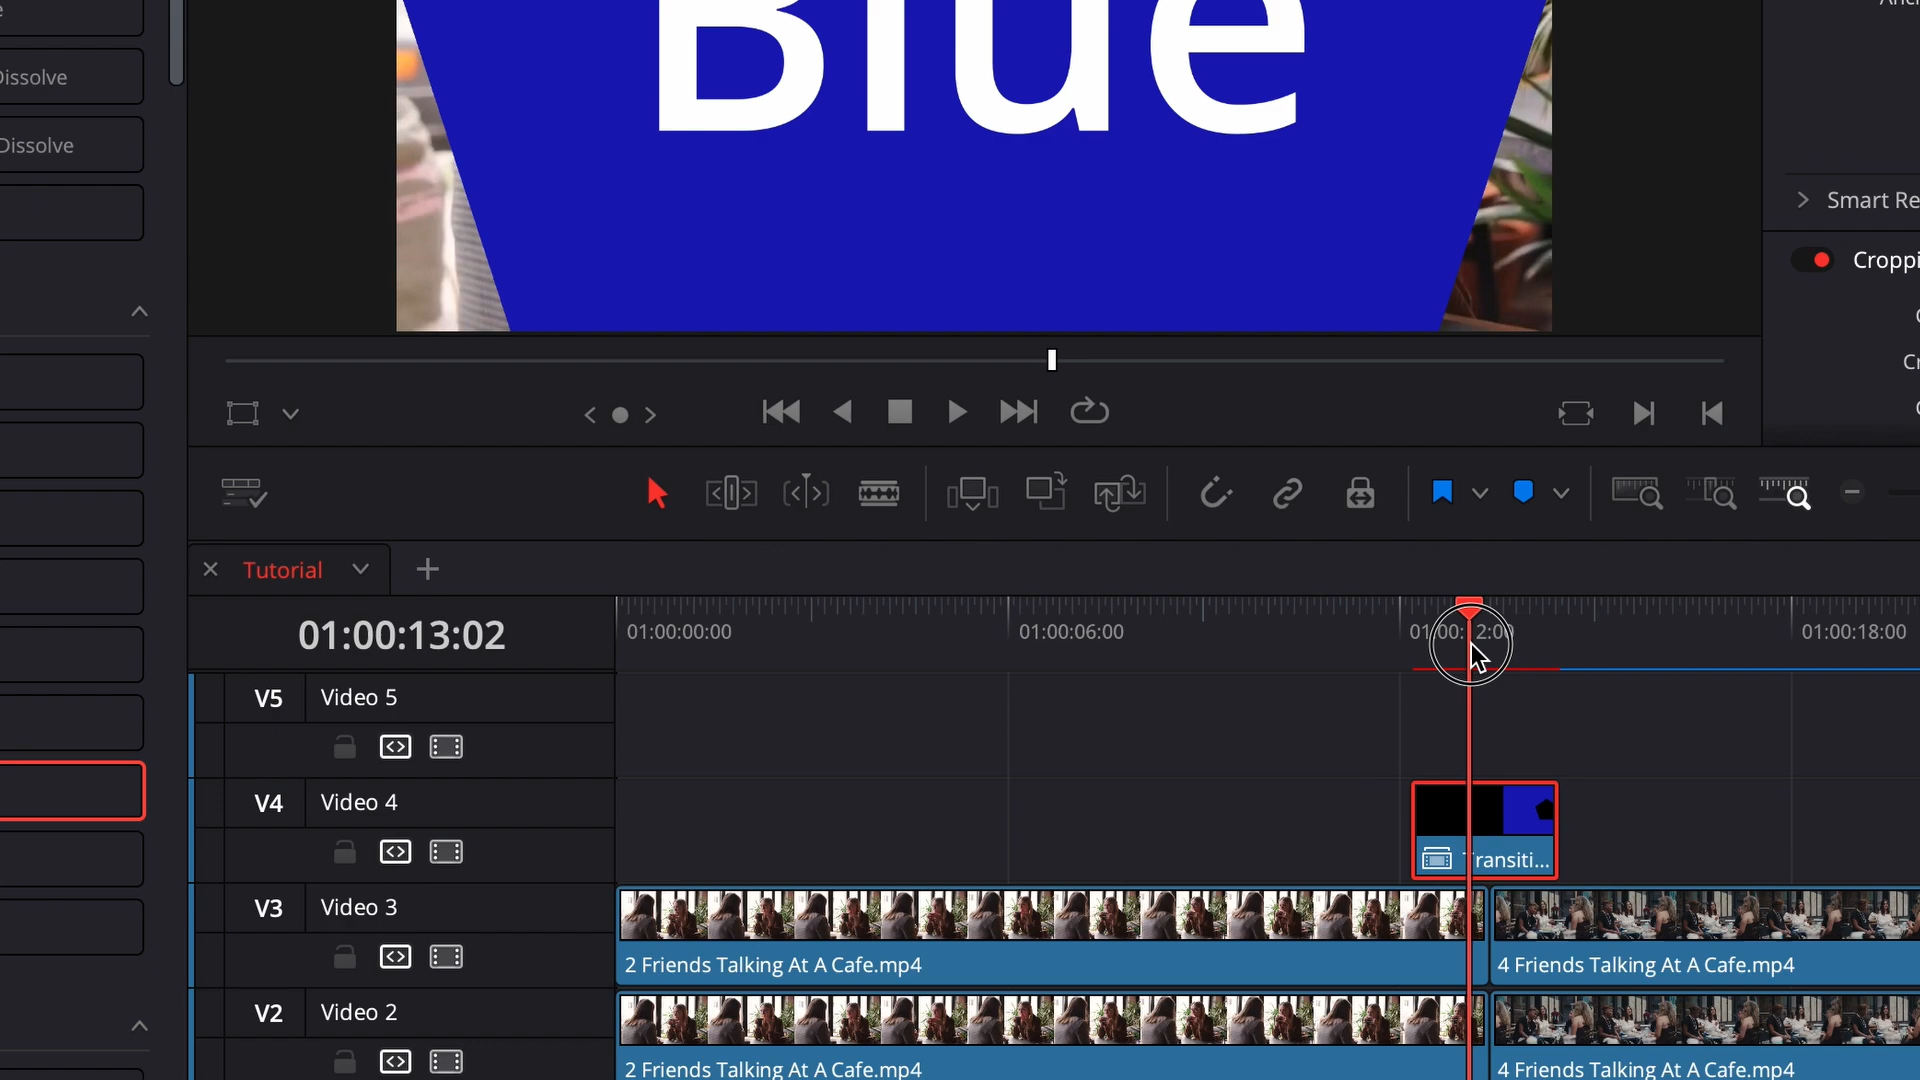 Blue
Dissolve
Dissolve
Smart Re
Croppi
Tutorial
01:00:13:02
01:00:00:00
01:00:06:00
01:00:18:00
V5
Video 5
V4
Video 4
Transiti...
V3
Video 3
2 Friends Talking At A Cafe.mp4
4 Friends Talking At A Cafe.mp4
V2
Video 2
2 Friends Talking At A Cafe.mp4
4 Friends Talking At A Cafe.mp4